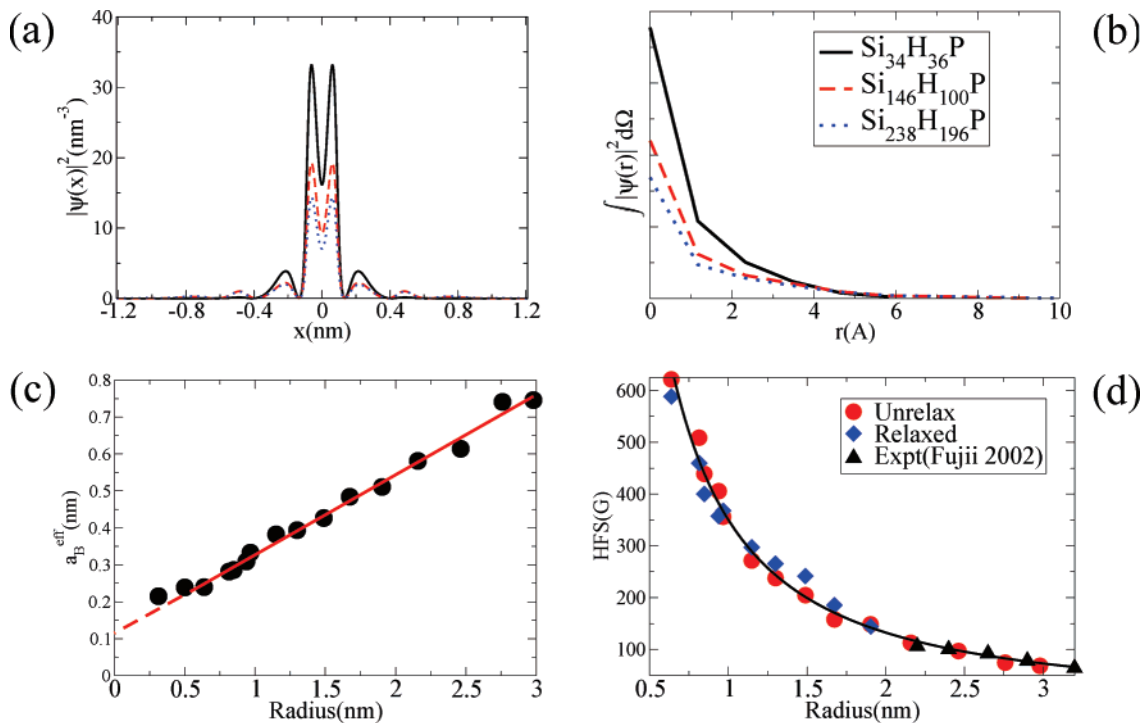 (a)
40
30
20
10
0
|ψ(x)|²(nm⁻³)
-1.2
-0.8
-0.4
0
0.4
0.8
1.2
x(nm)
(b)
Si₃₄H₃₆P
Si₁₄₆H₁₀₀P
Si₂₃₈H₁₉₆P
∫|ψ(r)|²dΩ
0
2
4
6
8
10
r(A)
(c)
0.8
0.7
0.6
0.5
0.4
0.3
0.2
0.1
0
a_B^eff(nm)
0
0.5
1
1.5
2
2.5
3
Radius(nm)
(d)
Unrelax
Relaxed
Expt(Fujii 2002)
600
500
400
300
200
100
HFS(G)
0.5
1
1.5
2
2.5
3
Radius(nm)